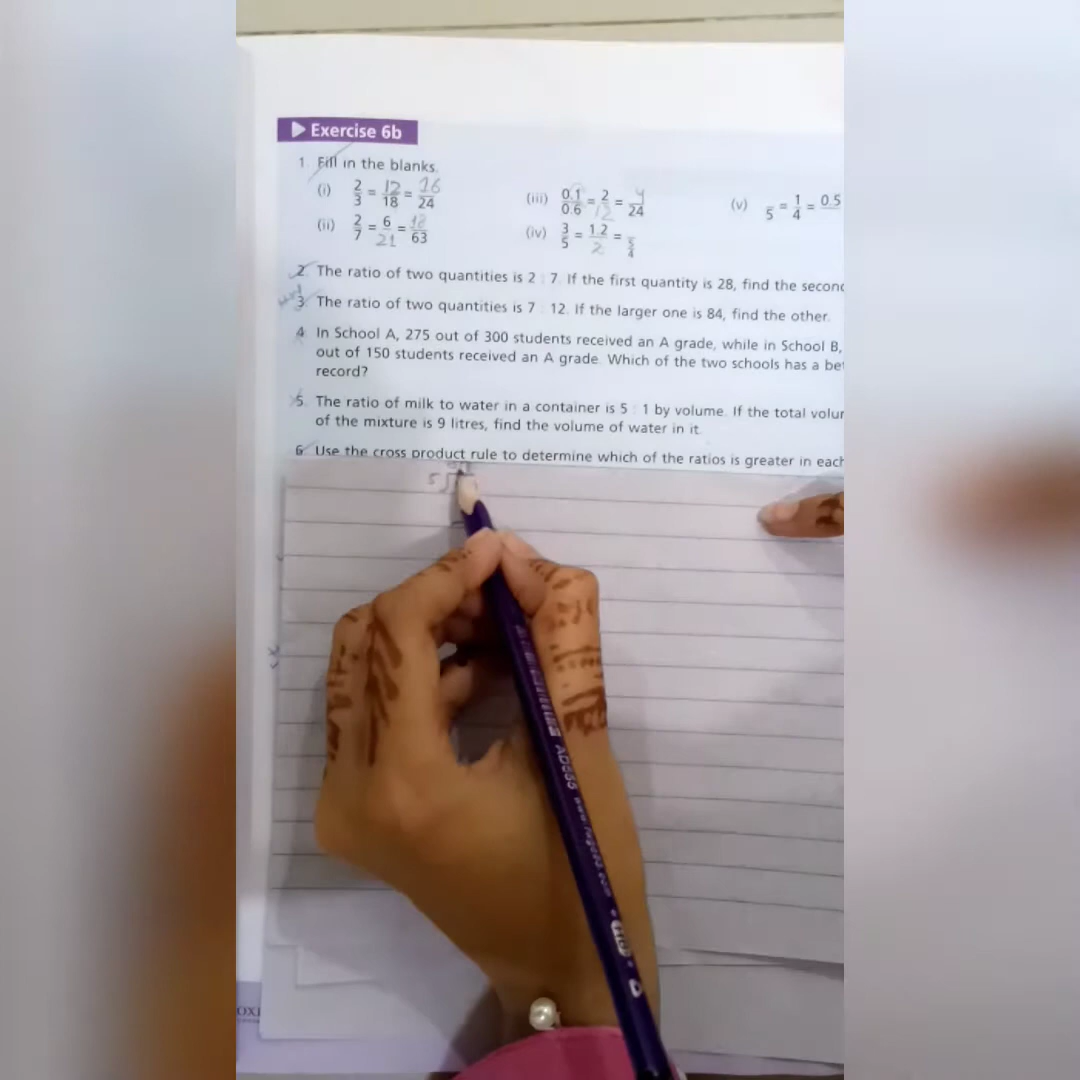 Exercise 6b
1 Fill in the blanks.
(i) 2/3 = 12/18 = 16/24
(iii) 0.1/0.6 = 2/12 = 4/24
(v) /5 = 1/4 = 0.5
(ii) 2/7 = 6/21 = 18/63
(iv) 3/5 = 1.2/2 = /5/4
2. The ratio of two quantities is 2 : 7. If the first quantity is 28, find the second
3. The ratio of two quantities is 7 : 12. If the larger one is 84, find the other.
4. In School A, 275 out of 300 students received an A grade, while in School B,
out of 150 students received an A grade. Which of the two schools has a be
record?
5. The ratio of milk to water in a container is 5 : 1 by volume. If the total volu
of the mixture is 9 litres, find the volume of water in it.
6. Use the cross product rule to determine which of the ratios is greater in each
5
AD555
HB
OX